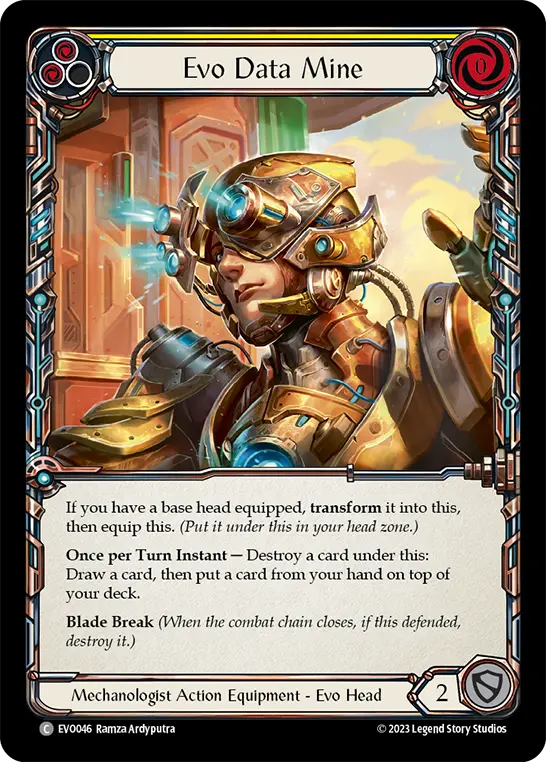 Evo Data Mine
0
If you have a base head equipped, transform it into this,
then equip this. (Put it under this in your head zone.)
Once per Turn Instant — Destroy a card under this:
Draw a card, then put a card from your hand on top of
your deck.
Blade Break (When the combat chain closes, if this defended,
destroy it.)
Mechanologist Action Equipment - Evo Head
2
C EVO046 Ramza Ardyputra
© 2023 Legend Story Studios